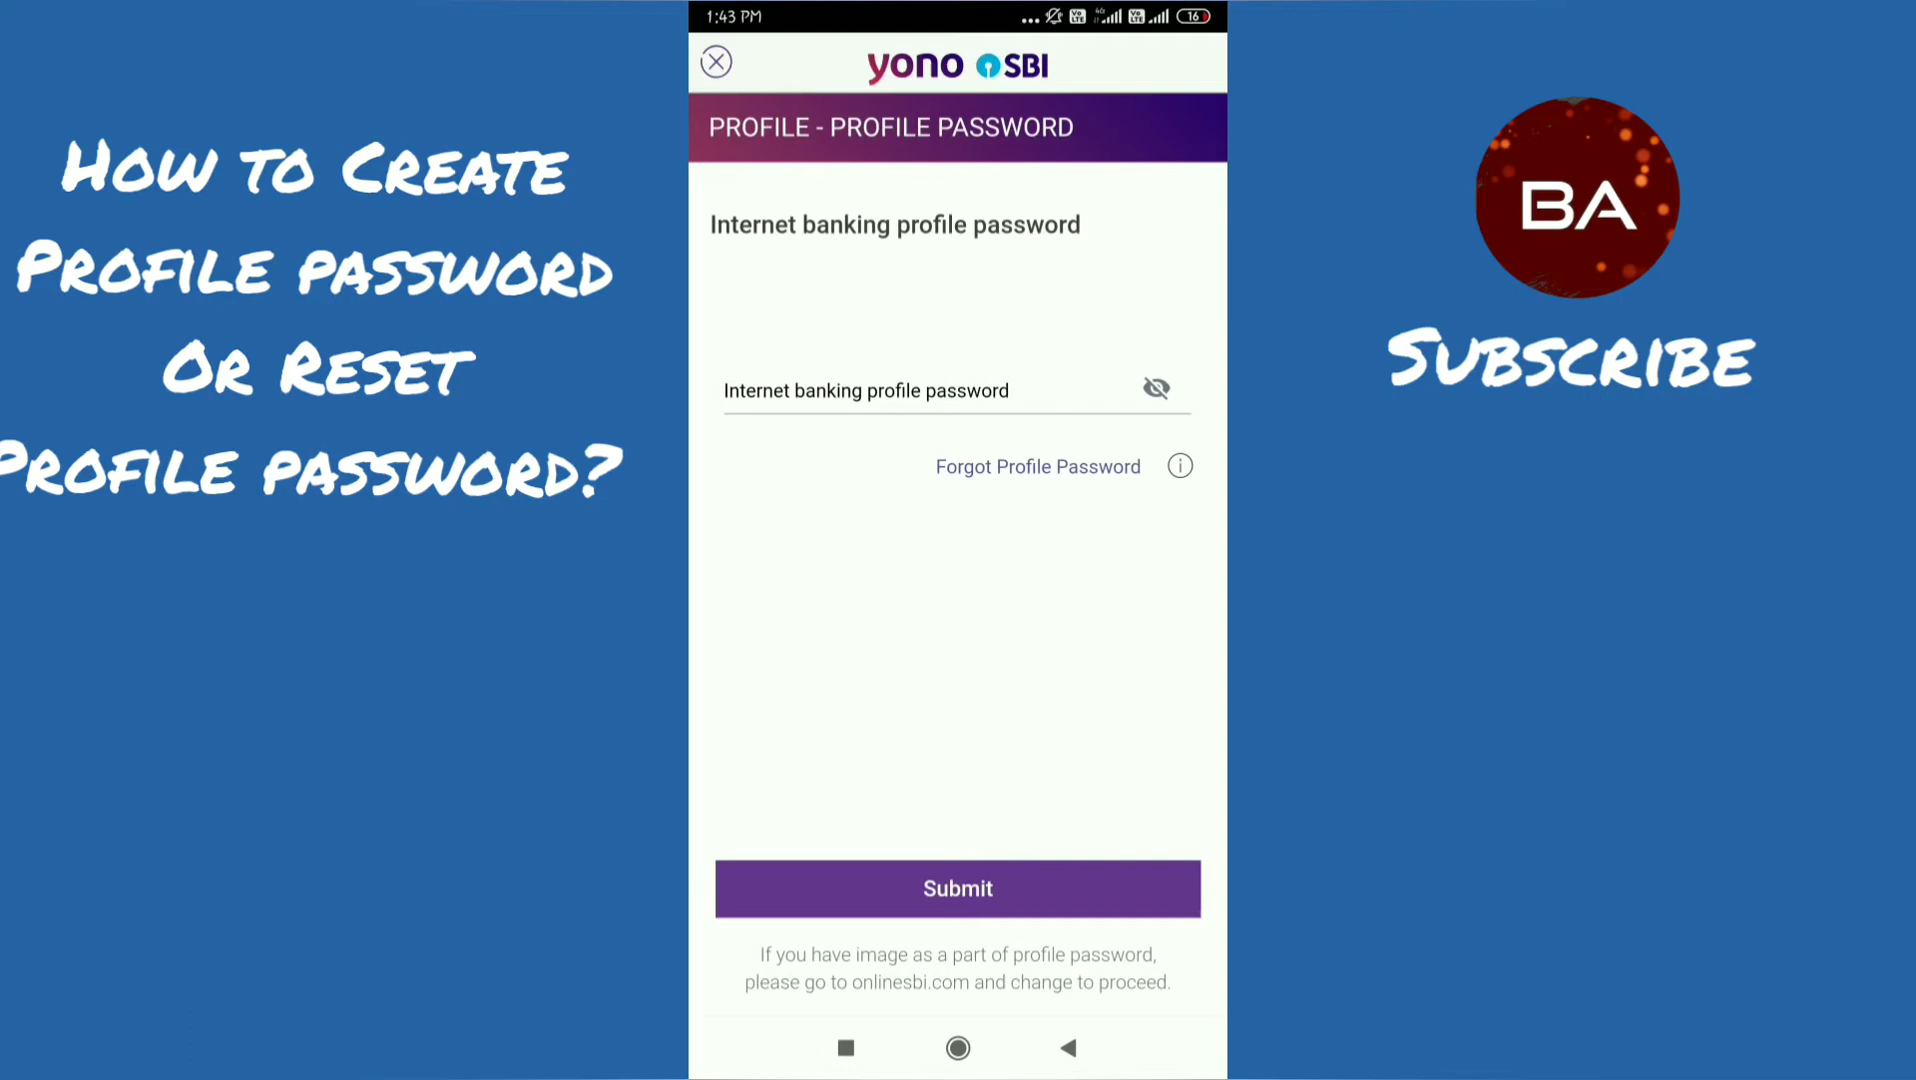 How to Create
Profile password
Or Reset
Profile password?
1:43 PM
16
yono SBI
PROFILE - PROFILE PASSWORD
Internet banking profile password
Internet banking profile password
Forgot Profile Password
Submit
If you have image as a part of profile password,
please go to onlinesbi.com and change to proceed.
BA
Subscribe